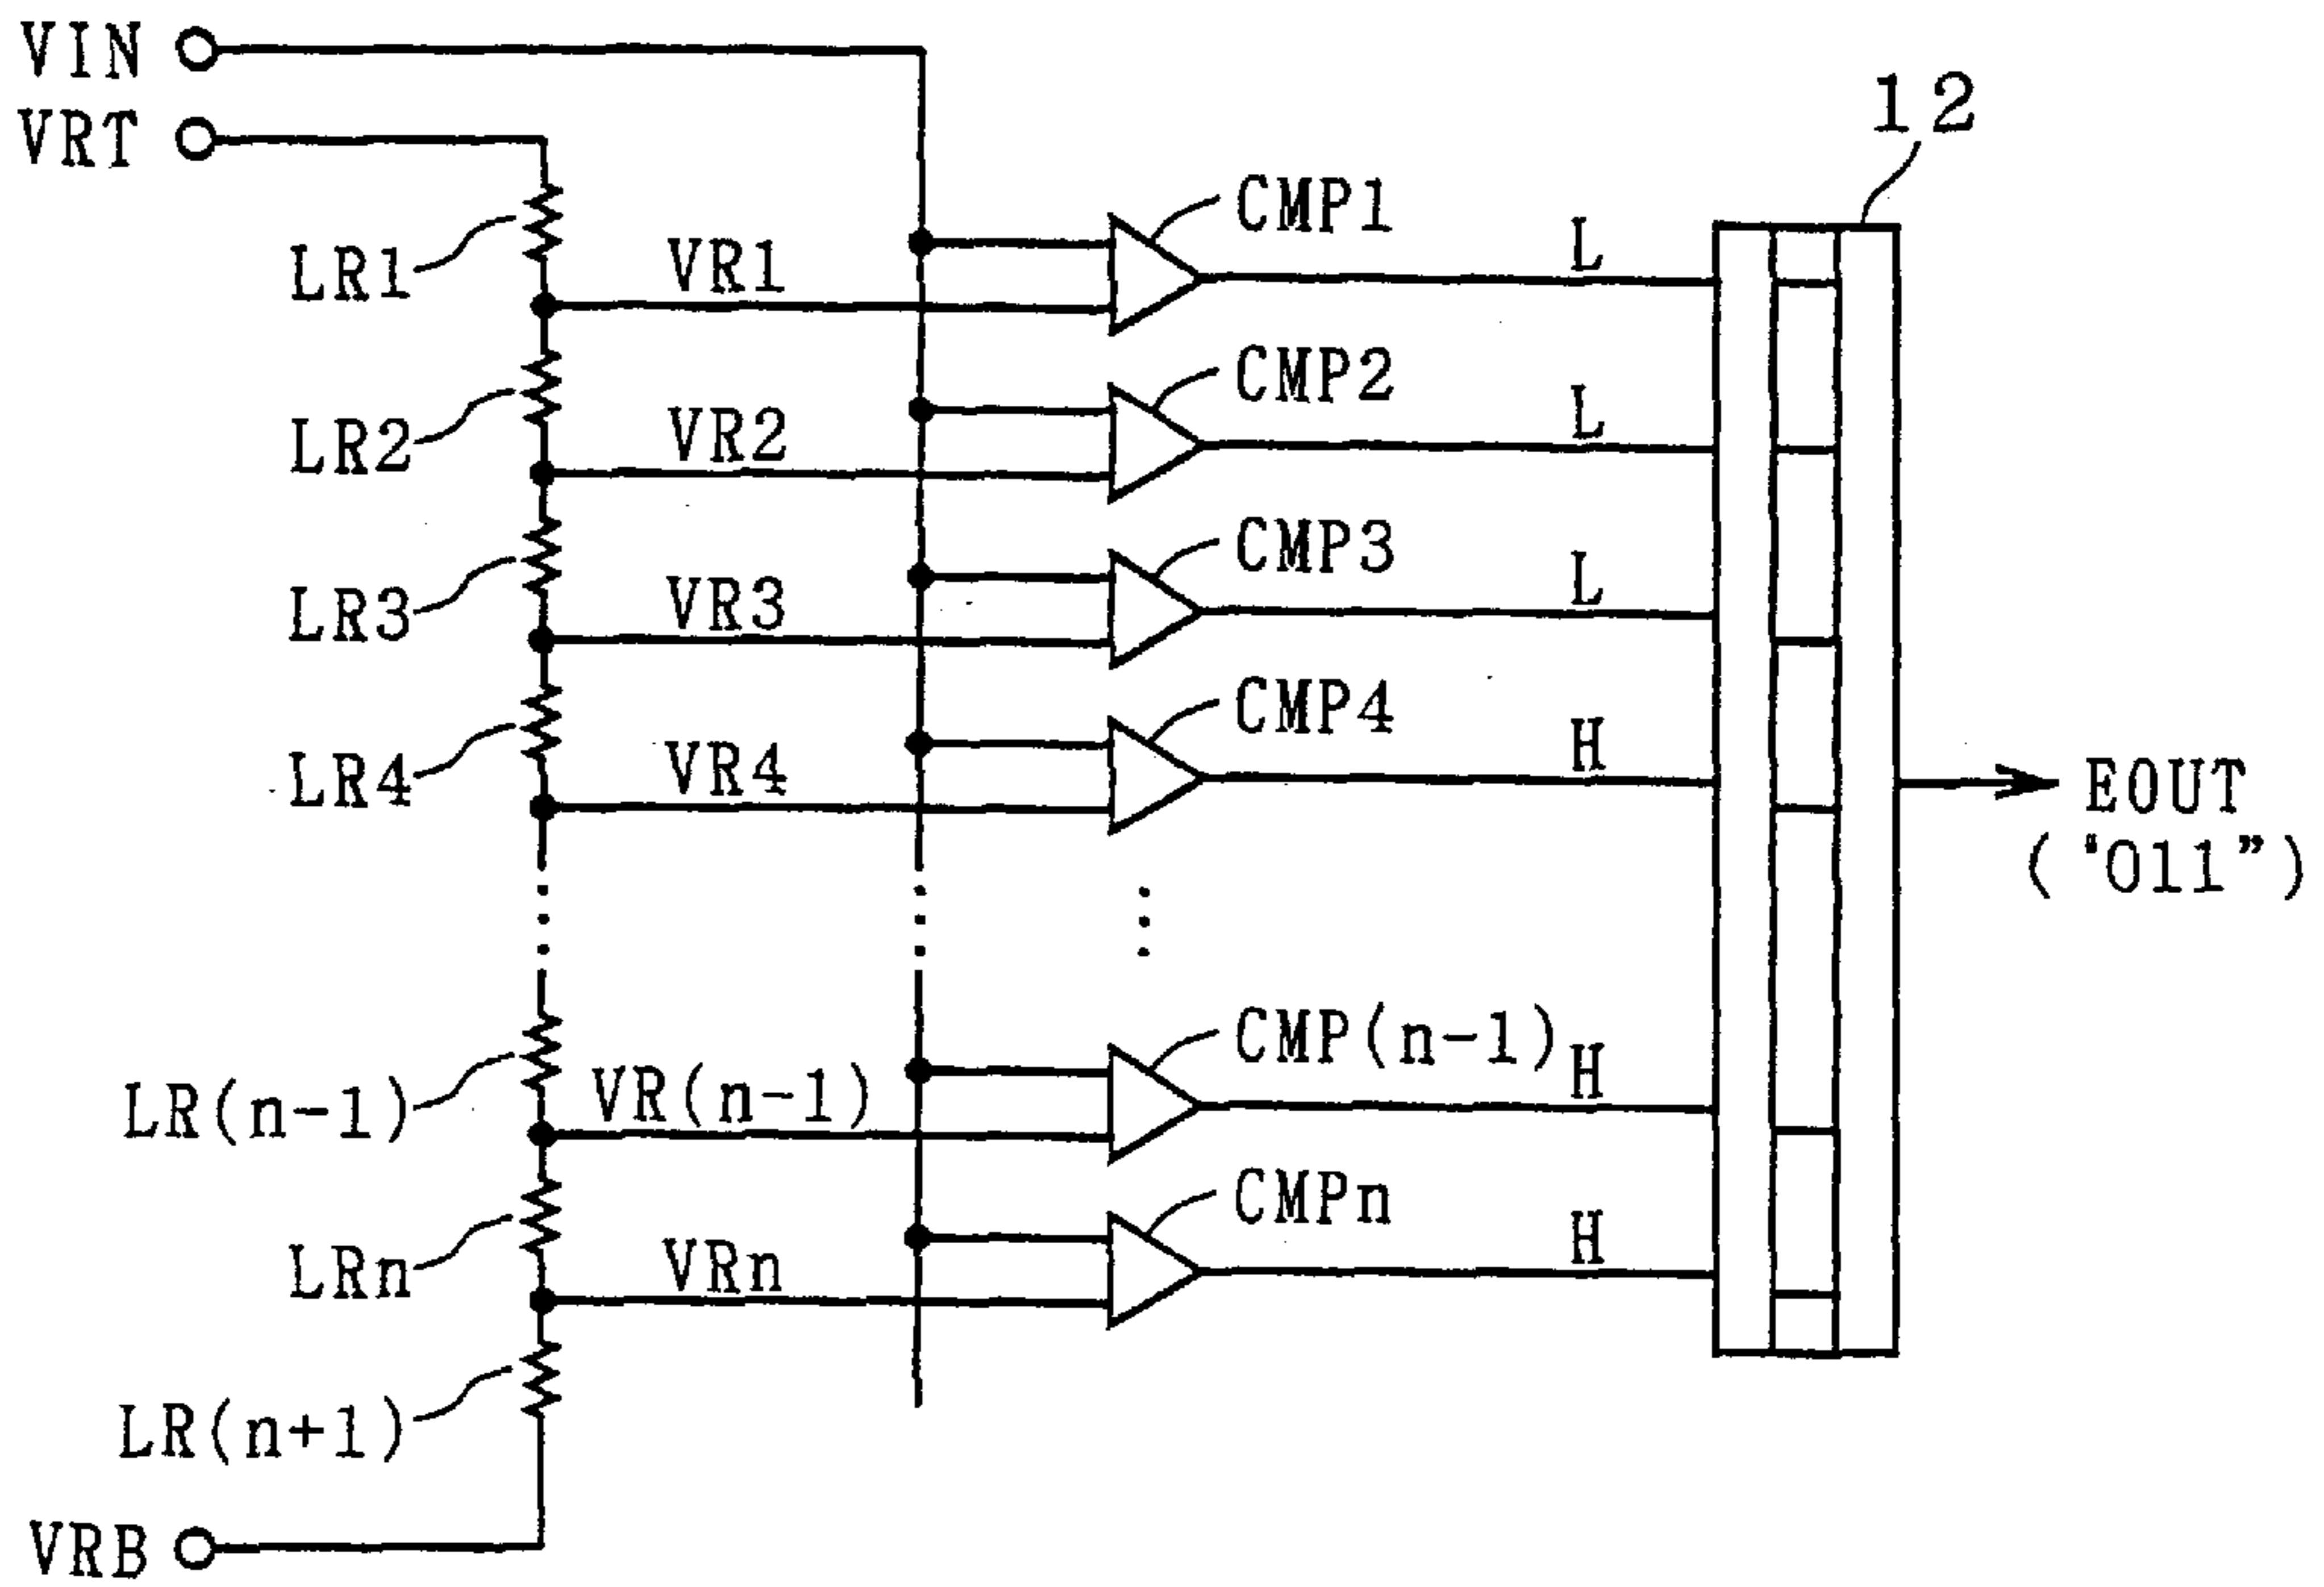 VIN
VRT
12
CMP1
L
LR1
VR1
CMP2
L
LR2
VR2
CMP3
L
LR3
VR3
CMP4
H
LR4
VR4
EOUT
("011")
CMP(n-1)
H
LR(n-1)
VR(n-1)
CMPn
H
LRn
VRn
LR(n+1)
VRB